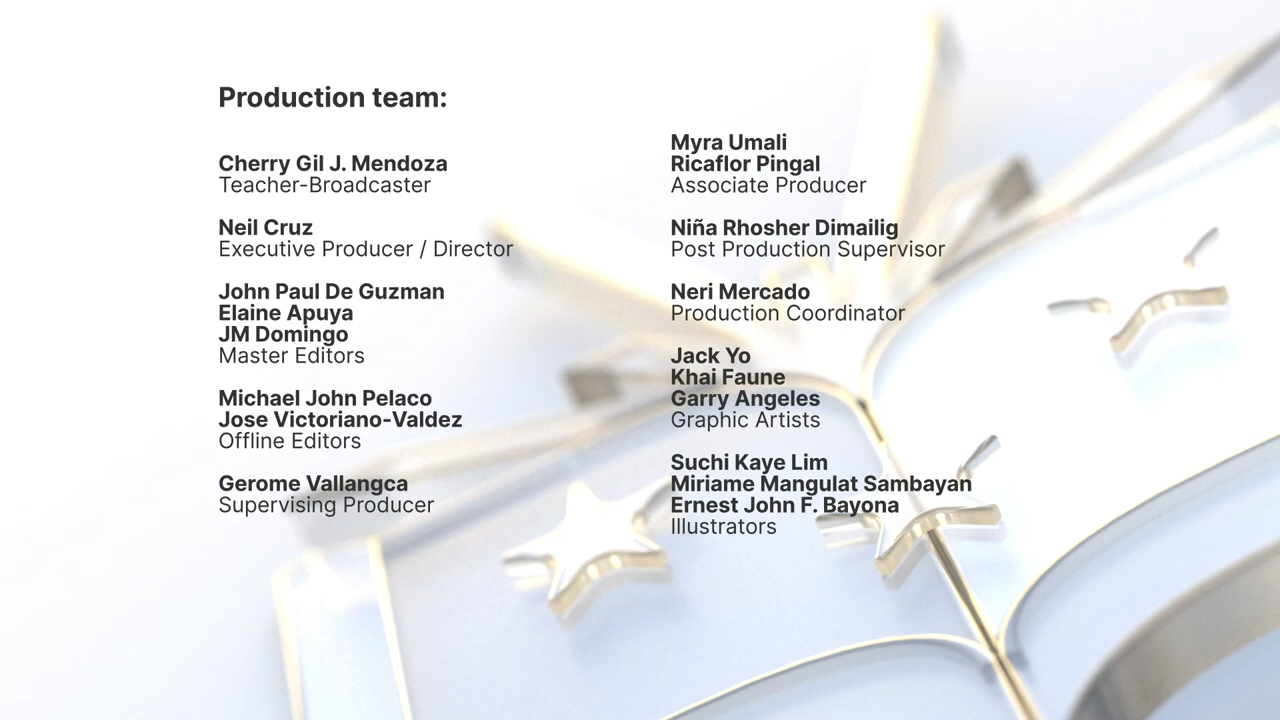 Production team:
Cherry Gil J. Mendoza
Teacher-Broadcaster
Neil Cruz
Executive Producer / Director
John Paul De Guzman
Elaine Apuya
JM Domingo
Master Editors
Michael John Pelaco
Jose Victoriano-Valdez
Offline Editors
Gerome Vallangca
Supervising Producer
Myra Umali
Ricaflor Pingal
Associate Producer
Niña Rhosher Dimailig
Post Production Supervisor
Neri Mercado
Production Coordinator
Jack Yo
Khai Faune
Garry Angeles
Graphic Artists
Suchi Kaye Lim
Miriame Mangulat Sambayan
Ernest John F. Bayona
Illustrators